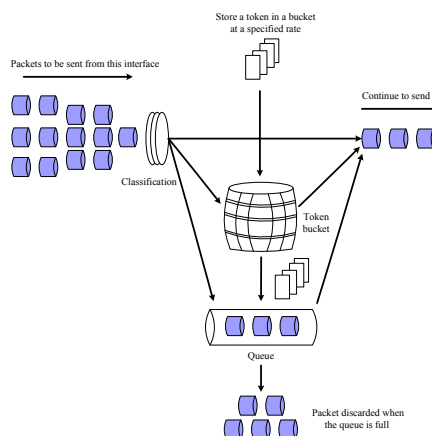 Store a token in a bucket
at a specified rate
Packets to be sent from this interface
Continue to send
Classification
Token
bucket
Queue
Packet discarded when
the queue is full